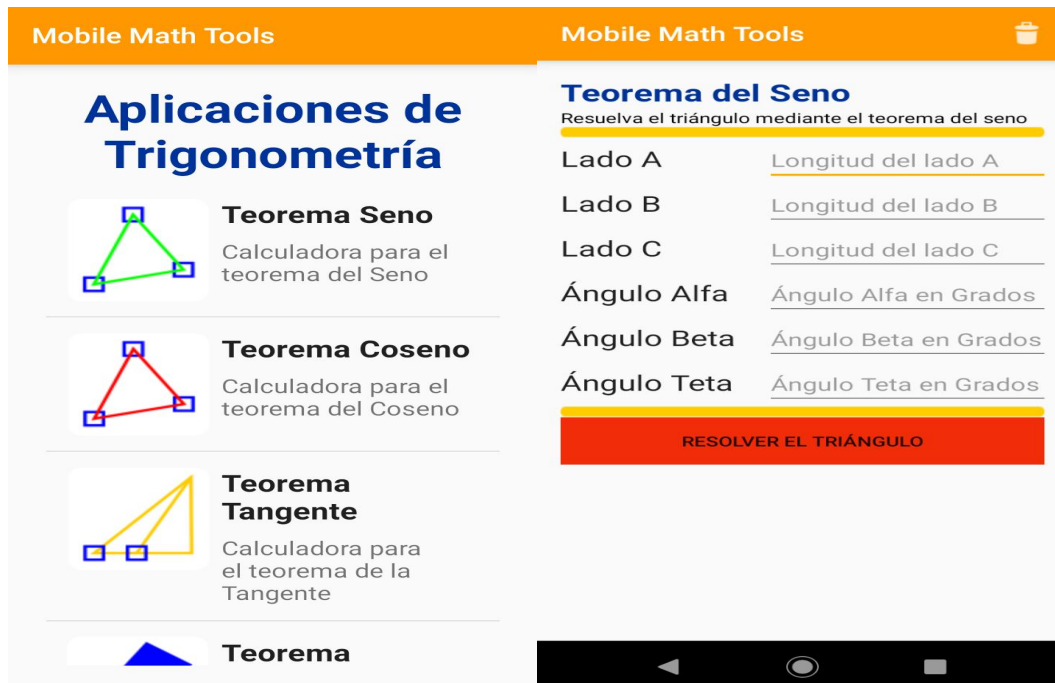 Mobile Math Tools
Aplicaciones de
Trigonometría
Teorema Seno
Calculadora para el
teorema del Seno
Teorema Coseno
Calculadora para el
teorema del Coseno
Teorema
Tangente
Calculadora para
el teorema de la
Tangente
Teorema
Mobile Math Tools
Teorema del Seno
Resuelva el triángulo mediante el teorema del seno
Lado A Longitud del lado A
Lado B Longitud del lado B
Lado C Longitud del lado C
Ángulo Alfa Ángulo Alfa en Grados
Ángulo Beta Ángulo Beta en Grados
Ángulo Teta Ángulo Teta en Grados
RESOLVER EL TRIÁNGULO